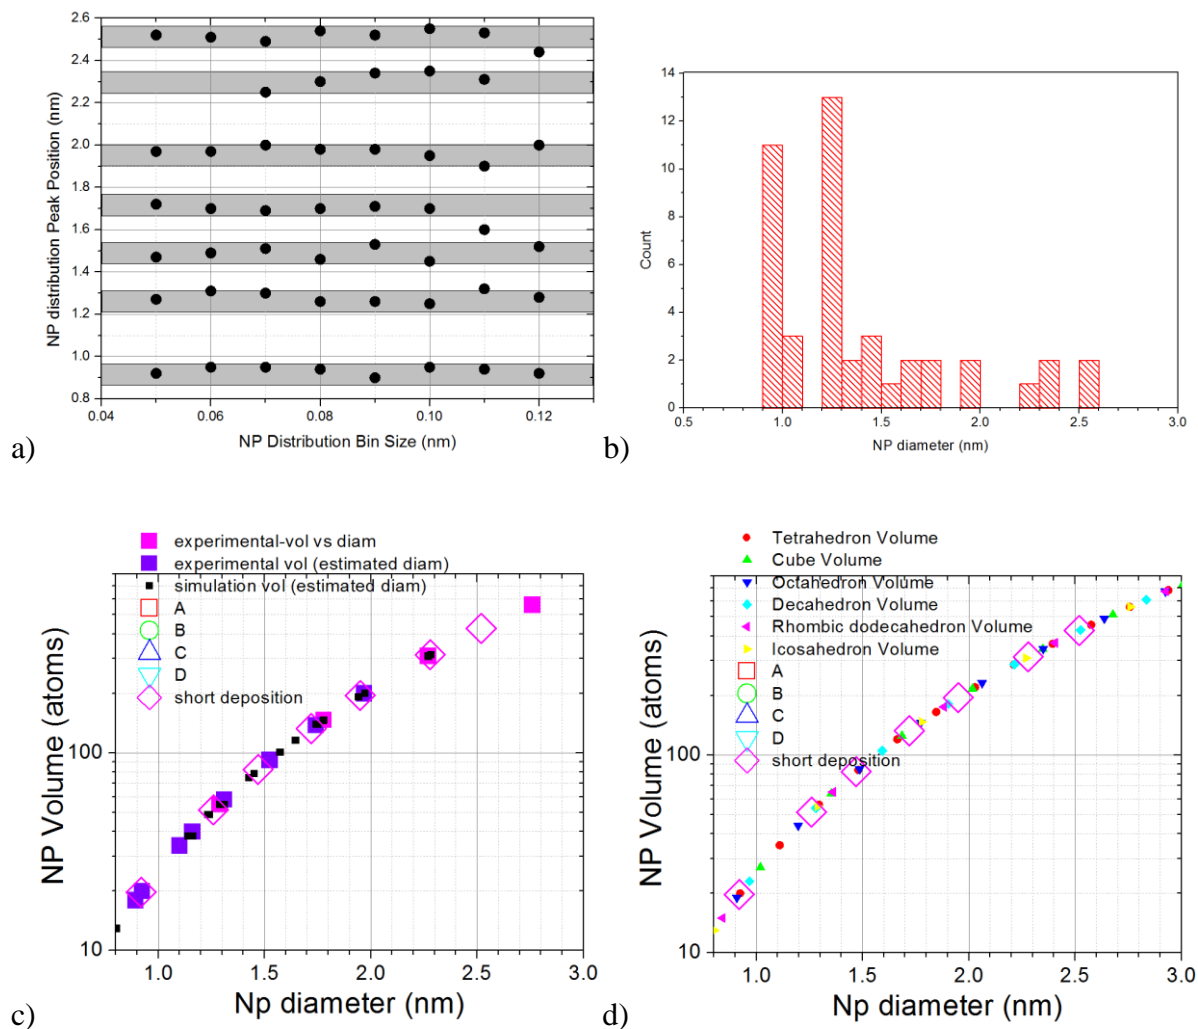 2.6
2.4
2.2
2.0
1.8
1.6
1.4
1.2
1.0
0.8
0.04
0.06
0.08
0.10
0.12
NP distribution Peak Position (nm)
NP Distribution Bin Size (nm)
a)
14
12
10
8
6
4
2
0
0.5
1.0
1.5
2.0
2.5
3.0
Count
NP diameter (nm)
b)
experimental-vol vs diam
experimental vol (estimated diam)
simulation vol (estimated diam)
A
B
C
D
short deposition
100
10
1.0
1.5
2.0
2.5
3.0
NP Volume (atoms)
Np diameter (nm)
c)
Tetrahedron Volume
Cube Volume
Octahedron Volume
Decahedron Volume
Rhombic dodecahedron Volume
Icosahedron Volume
A
B
C
D
short deposition
100
10
1.0
1.5
2.0
2.5
3.0
NP Volume (atoms)
Np diameter (nm)
d)